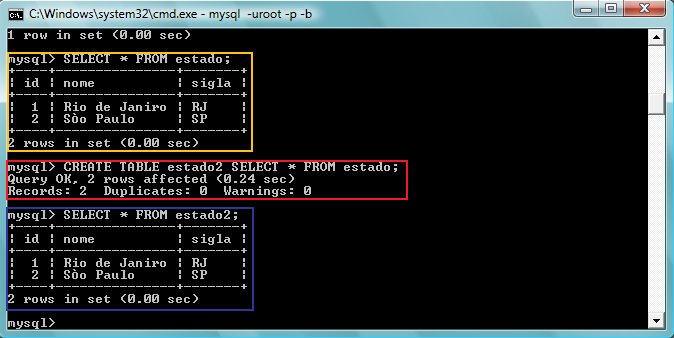 C:\Windows\system32\cmd.exe - mysql -uroot -p -b
1 row in set (0.00 sec)
mysql> SELECT * FROM estado;
+----+----------------+-------+
¦ id ¦ nome           ¦ sigla ¦
+----+----------------+-------+
¦  1 ¦ Rio de Janiro ¦ RJ    ¦
¦  2 ¦ Sòo Paulo     ¦ SP    ¦
+----+----------------+-------+
2 rows in set (0.00 sec)
mysql> CREATE TABLE estado2 SELECT * FROM estado;
Query OK, 2 rows affected (0.24 sec)
Records: 2  Duplicates: 0  Warnings: 0
mysql> SELECT * FROM estado2;
+----+----------------+-------+
¦ id ¦ nome           ¦ sigla ¦
+----+----------------+-------+
¦  1 ¦ Rio de Janiro ¦ RJ    ¦
¦  2 ¦ Sòo Paulo     ¦ SP    ¦
+----+----------------+-------+
2 rows in set (0.00 sec)
mysql>